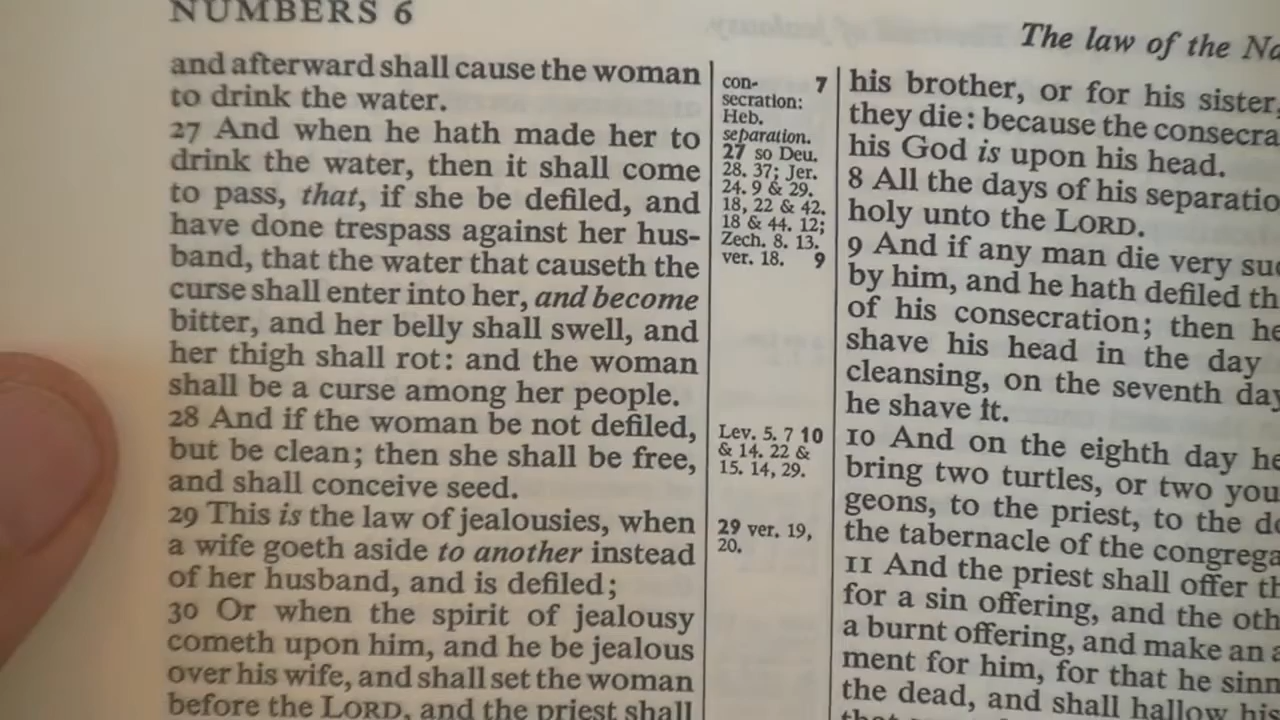 NUMBERS 6
The law of the
and afterward shall cause the woman
to drink the water.
27 And when he hath made her to
drink the water, then it shall come
to pass, that, if she be defiled, and
have done trespass against her hus-
band, that the water that causeth the
curse shall enter into her, and become
bitter, and her belly shall swell, and
her thigh shall rot: and the woman
shall be a curse among her people.
28 And if the woman be not defiled,
but be clean; then she shall be free,
and shall conceive seed.
29 This is the law of jealousies, when
a wife goeth aside to another instead
of her husband, and is defiled;
30 Or when the spirit of jealousy
cometh upon him, and he be jealous
over his wife, and shall set the woman
before the LORD, and the priest shall
con- 7
secration:
Heb.
separation.
27 so Deu.
28. 37; Jer.
24. 9 & 29.
18, 22 & 42.
18 & 44. 12;
Zech. 8. 13.
ver. 18. 9
Lev. 5. 7 10
& 14. 22 &
15. 14, 29.
29 ver. 19,
20.
his brother, or for his sister,
they die: because the consecra
his God is upon his head.
8 All the days of his separatio
holy unto the LORD.
9 And if any man die very su
by him, and he hath defiled th
of his consecration; then he
shave his head in the day
cleansing, on the seventh day
he shave it.
10 And on the eighth day he
bring two turtles, or two you
geons, to the priest, to the do
the tabernacle of the congrega
11 And the priest shall offer th
for a sin offering, and the oth
a burnt offering, and make an a
ment for him, for that he sinn
the dead, and shall hallow his